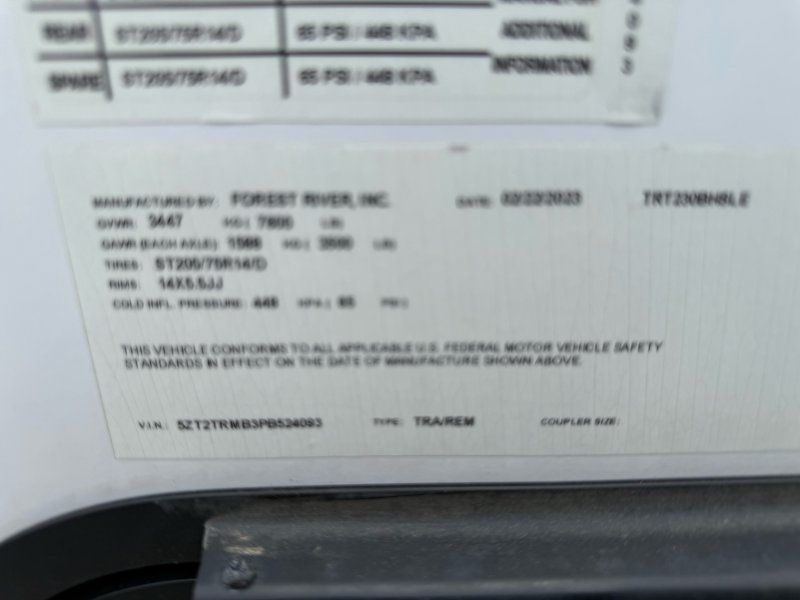 REAR ST205/75R14/D 65 PSI / 448 KPA ADDITIONAL
SPARE ST205/75R14/D 65 PSI / 448 KPA INFORMATION 3
MANUFACTURED BY: FOREST RIVER, INC. DATE: 02/22/2023 TRT230BHSLE
GVWR: 3447 KG ( 7600 LB)
GAWR (EACH AXLE) 1588 KG ( 3500 LB)
TIRES: ST205/75R14/D
RIMS: 14X5.5JJ
COLD INFL. PRESSURE: 448 KPA ( 65 PSI )
THIS VEHICLE CONFORMS TO ALL APPLICABLE U.S. FEDERAL MOTOR VEHICLE SAFETY
STANDARDS IN EFFECT ON THE DATE OF MANUFACTURE SHOWN ABOVE.
V.I.N.: 5ZT2TRMB3PB524083 TYPE: TRA/REM COUPLER SIZE: